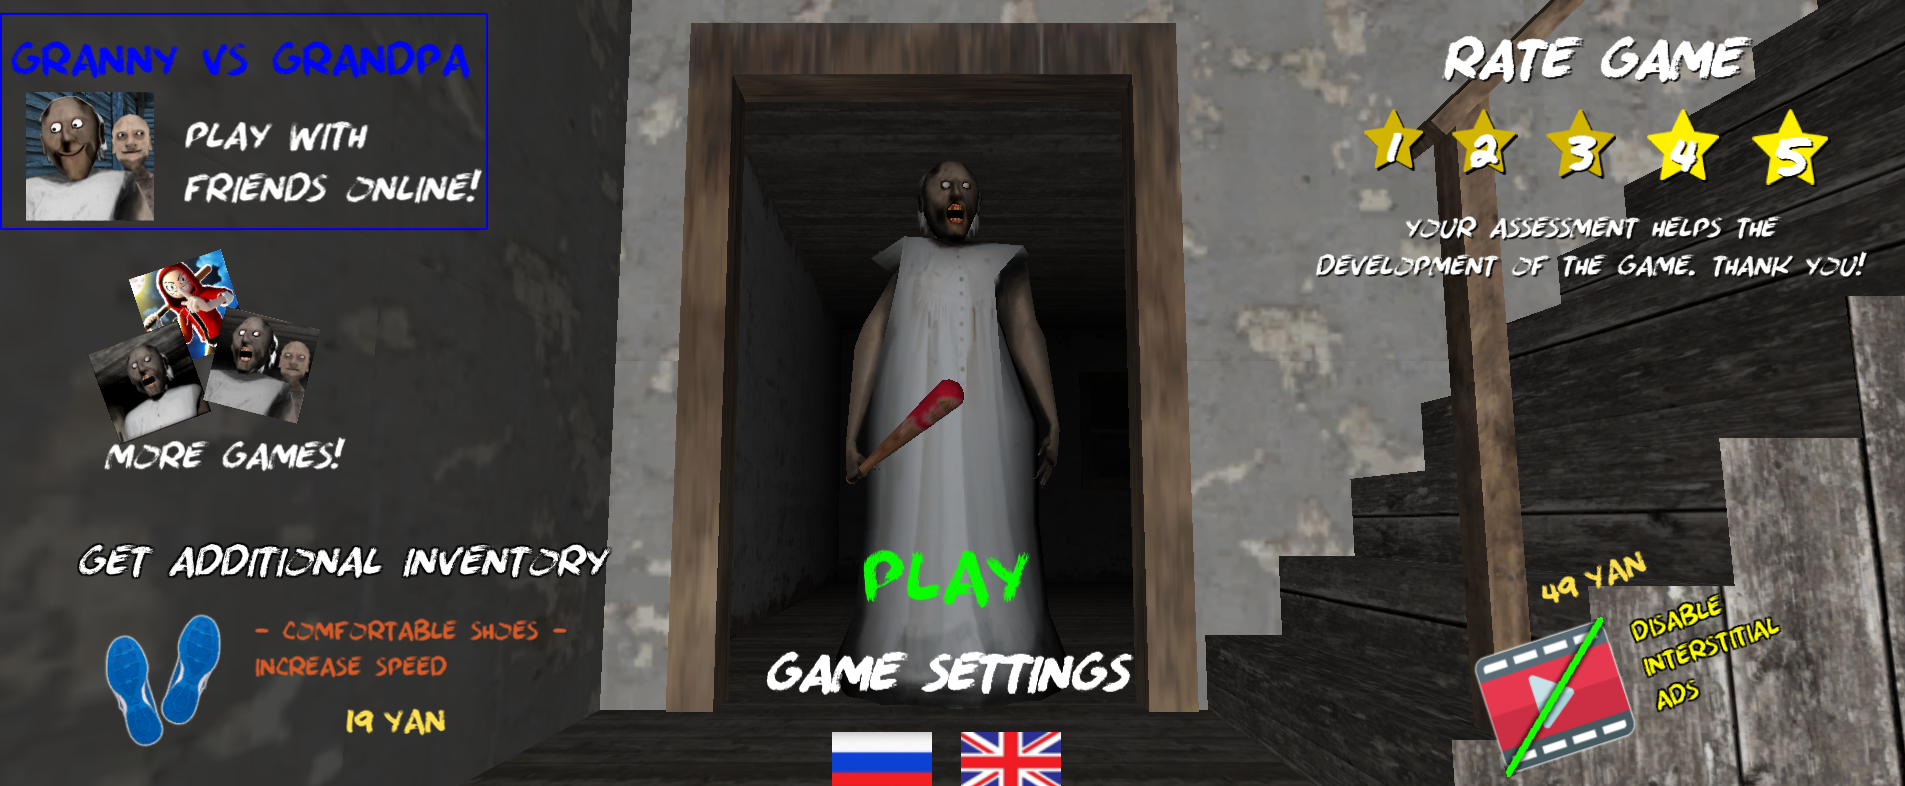 GRANNY VS GRANDPA
PLAY WITH
FRIENDS ONLINE!
MORE GAMES!
GET ADDITIONAL INVENTORY
- COMFORTABLE SHOES -
INCREASE SPEED
19 YAN
PLAY
GAME SETTINGS
RATE GAME
1 2 3 4 5
YOUR ASSESSMENT HELPS THE
DEVELOPMENT OF THE GAME. THANK YOU!
49 YAN
DISABLE
INTERSTITIAL
ADS